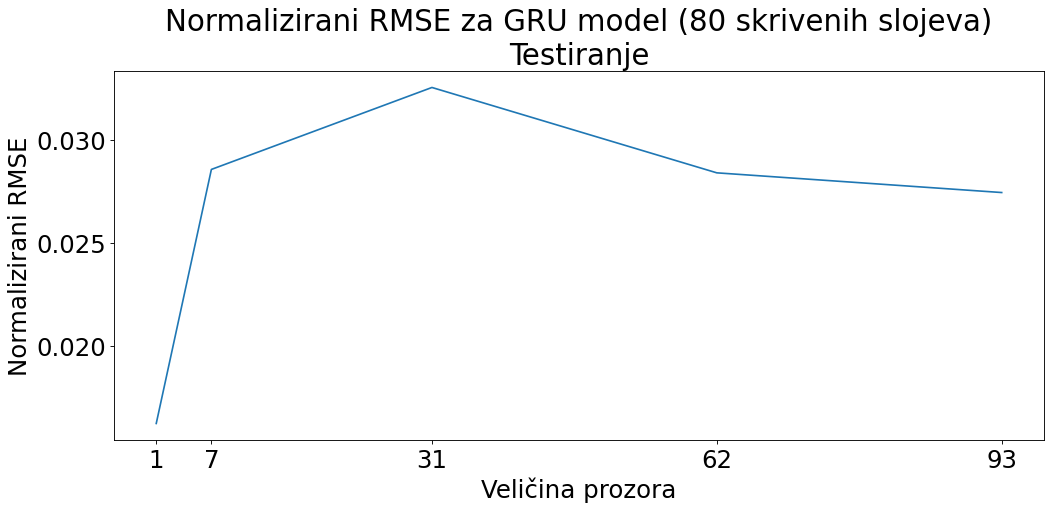 Normalizirani RMSE za GRU model (80 skrivenih slojeva)
Testiranje
Normalizirani RMSE
0.030
0.025
0.020
1 7 31 62 93
Veličina prozora